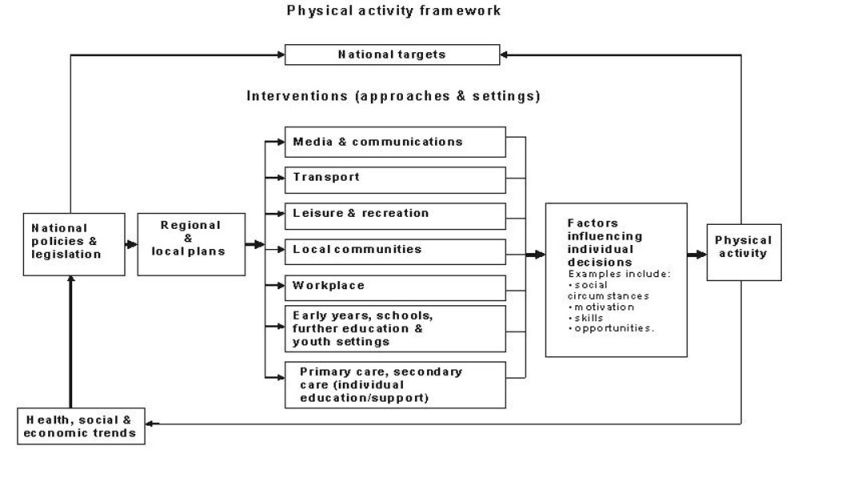 Physical activity framework
National targets
Interventions (approaches & settings)
Media & communications
Transport
Leisure & recreation
Local communities
Workplace
Early years, schools,
further education &
youth settings
Primary care, secondary
care (individual
education/support)
National
policies &
legislation
Regional
&
local plans
Factors
influencing
individual
decisions
Examples include:
•social
circumstances
•motivation
•skills
•opportunities.
Physical
activity
Health, social &
economic trends